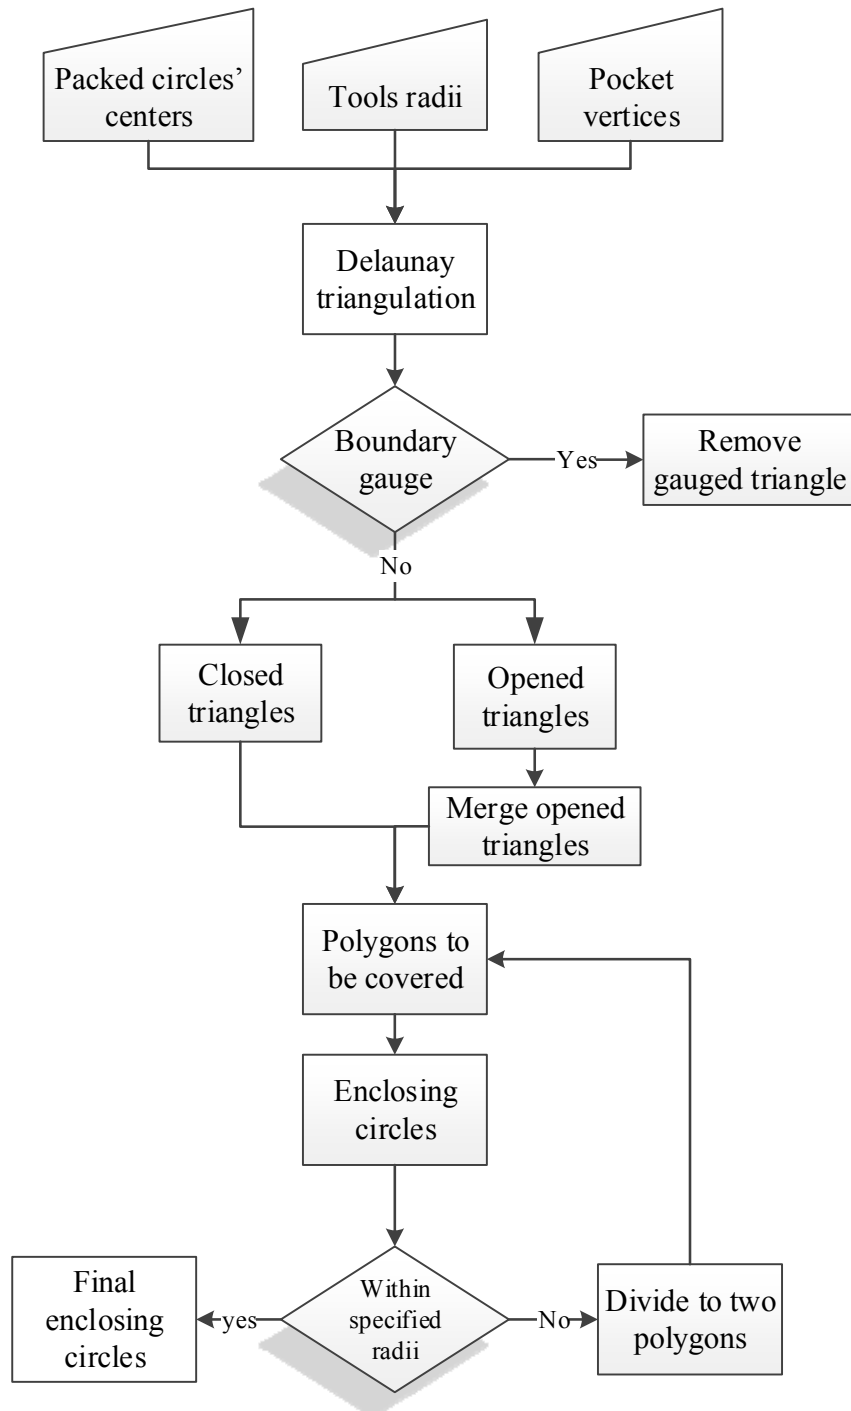 Packed circles’
centers
Tools radii
Pocket
vertices
Delaunay
triangulation
Boundary
gauge
Yes
Remove
gauged triangle
No
Closed
triangles
Opened
triangles
Merge opened
triangles
Polygons to
be covered
Enclosing
circles
Within
specified
radii
yes
Final
enclosing
circles
No
Divide to two
polygons